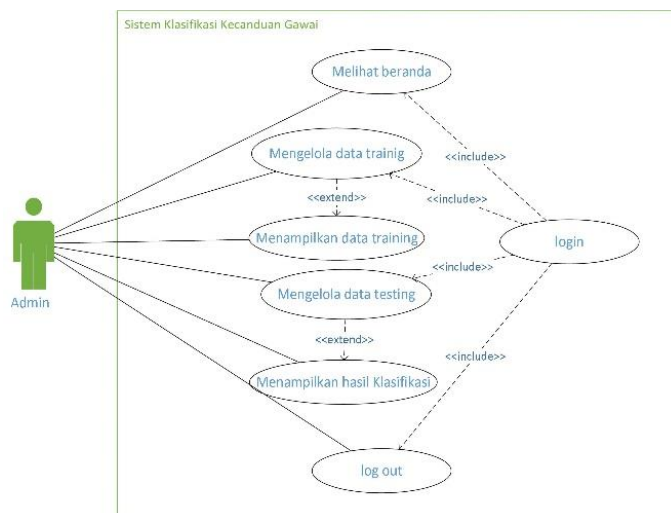 Sistem Klasifikasi Kecanduan Gawai
Melihat beranda
<<include>>
Mengelola data trainig
<<include>>
<<extend>>
Menampilkan data training
login
<<include>>
Mengelola data testing
Admin
<<extend>>
<<include>>
Menampilkan hasil Klasifikasi
log out